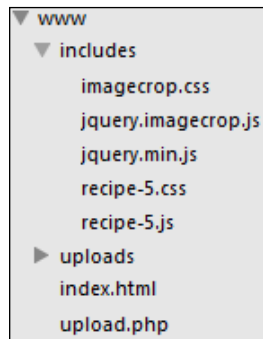 www
includes
imagecrop.css
jquery.imagecrop.js
jquery.min.js
recipe-5.css
recipe-5.js
uploads
index.html
upload.php